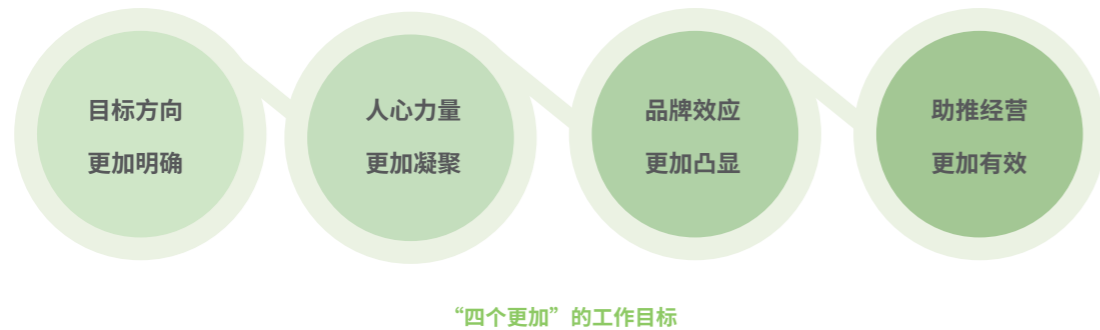 目标方向
更加明确
人心力量
更加凝聚
品牌效应
更加凸显
助推经营
更加有效
“四个更加”的工作目标